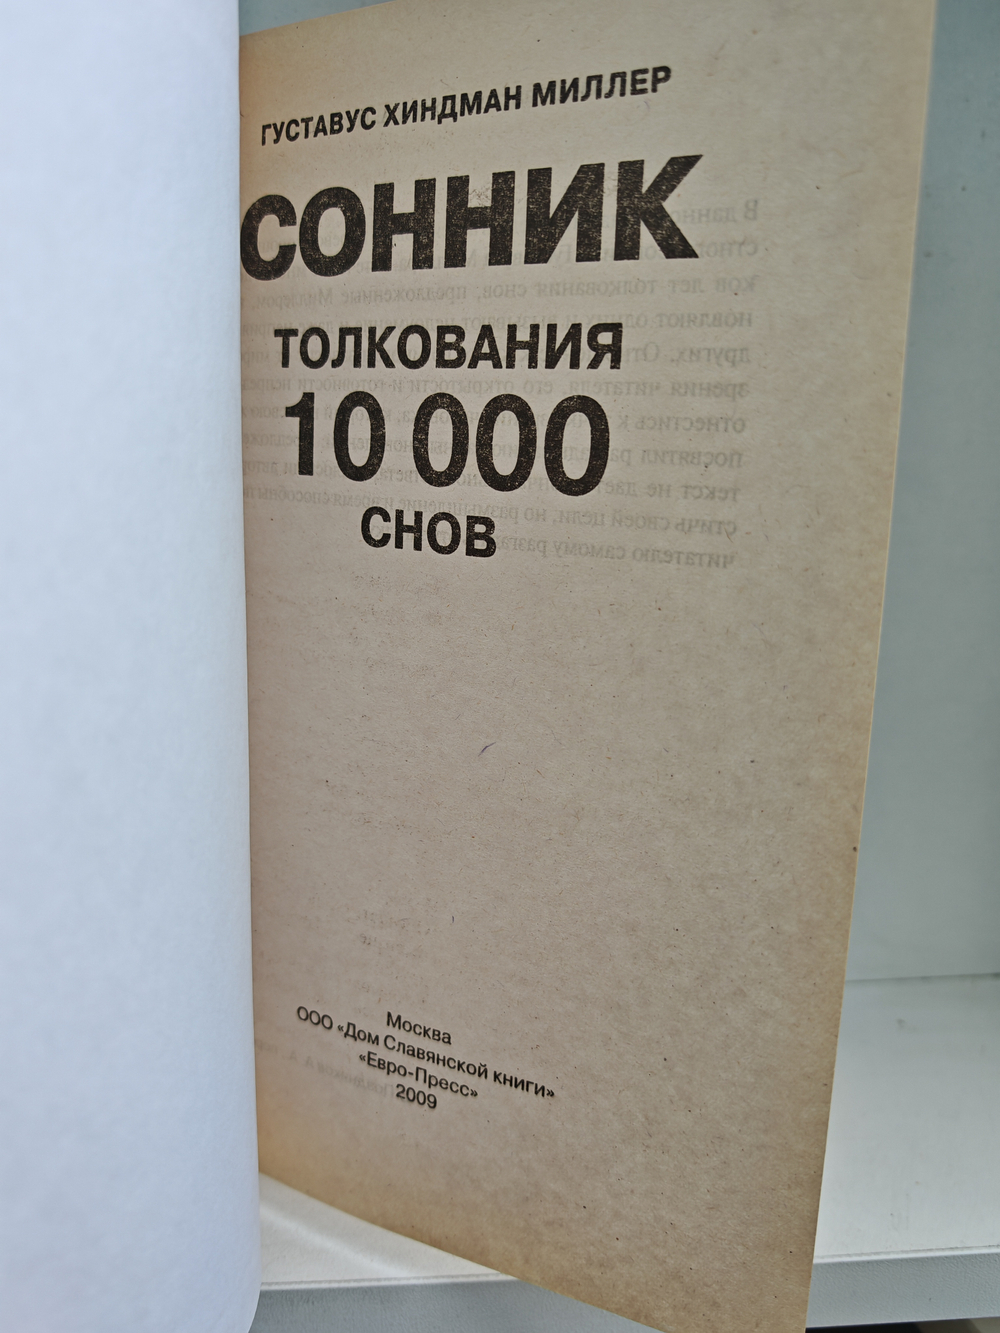 ГУСТАВУС ХИНДМАН МИЛЛЕР
СОННИК
ТОЛКОВАНИЯ
10 000
СНОВ
Москва
ООО «Дом Славянской книги»
«Евро-Пресс»
2009